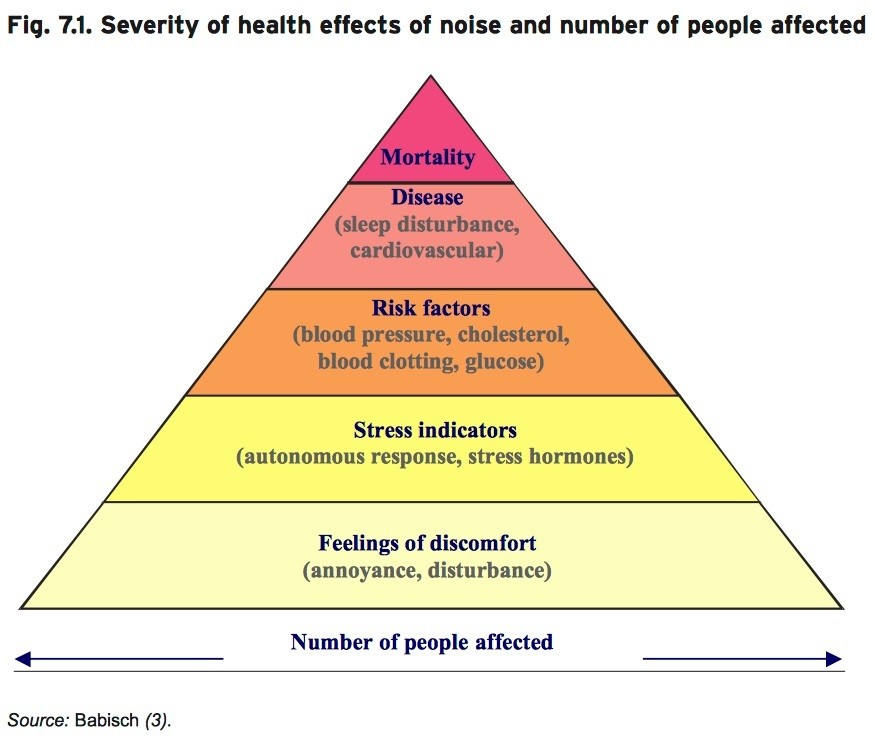 Fig. 7.1. Severity of health effects of noise and number of people affected
Mortality
Disease
(sleep disturbance,
cardiovascular)
Risk factors
(blood pressure, cholesterol,
blood clotting, glucose)
Stress indicators
(autonomous response, stress hormones)
Feelings of discomfort
(annoyance, disturbance)
Number of people affected
Source: Babisch (3).